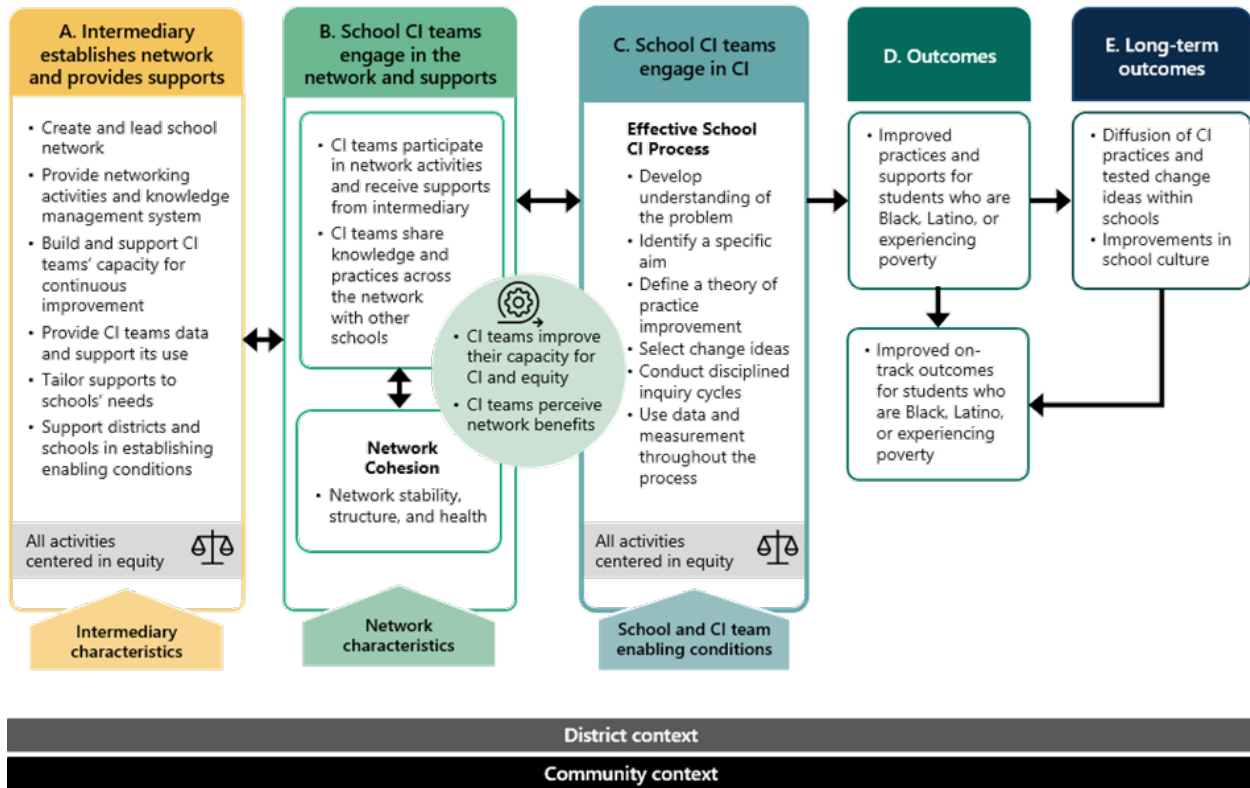 A. Intermediary
establishes network
and provides supports
• Create and lead school
network
• Provide networking
activities and knowledge
management system
• Build and support CI
teams' capacity for
continuous
improvement
• Provide CI teams data
and support its use
• Tailor supports to
schools' needs
• Support districts and
schools in establishing
enabling conditions
All activities
centered in equity
Intermediary
characteristics
B. School CI teams
engage in the
network and supports
• CI teams participate
in network activities
and receive supports
from intermediary
• CI teams share
knowledge and
practices across
the network
with other
schools
• CI teams improve
their capacity for
CI and equity
• CI teams perceive
network benefits
Network
Cohesion
• Network stability,
structure, and health
Network
characteristics
C. School CI teams
engage in CI
Effective School
CI Process
• Develop
understanding of
the problem
• Identify a specific
aim
• Define a theory of
practice
improvement
• Select change ideas
• Conduct disciplined
inquiry cycles
• Use data and
measurement
throughout the
process
All activities
centered in equity
School and CI team
enabling conditions
D. Outcomes
• Improved
practices and
supports for
students who are
Black, Latino, or
experiencing
poverty
• Improved on-
track outcomes
for students who
are Black, Latino,
or experiencing
poverty
E. Long-term
outcomes
• Diffusion of CI
practices and
tested change
ideas within
schools
• Improvements in
school culture
District context
Community context